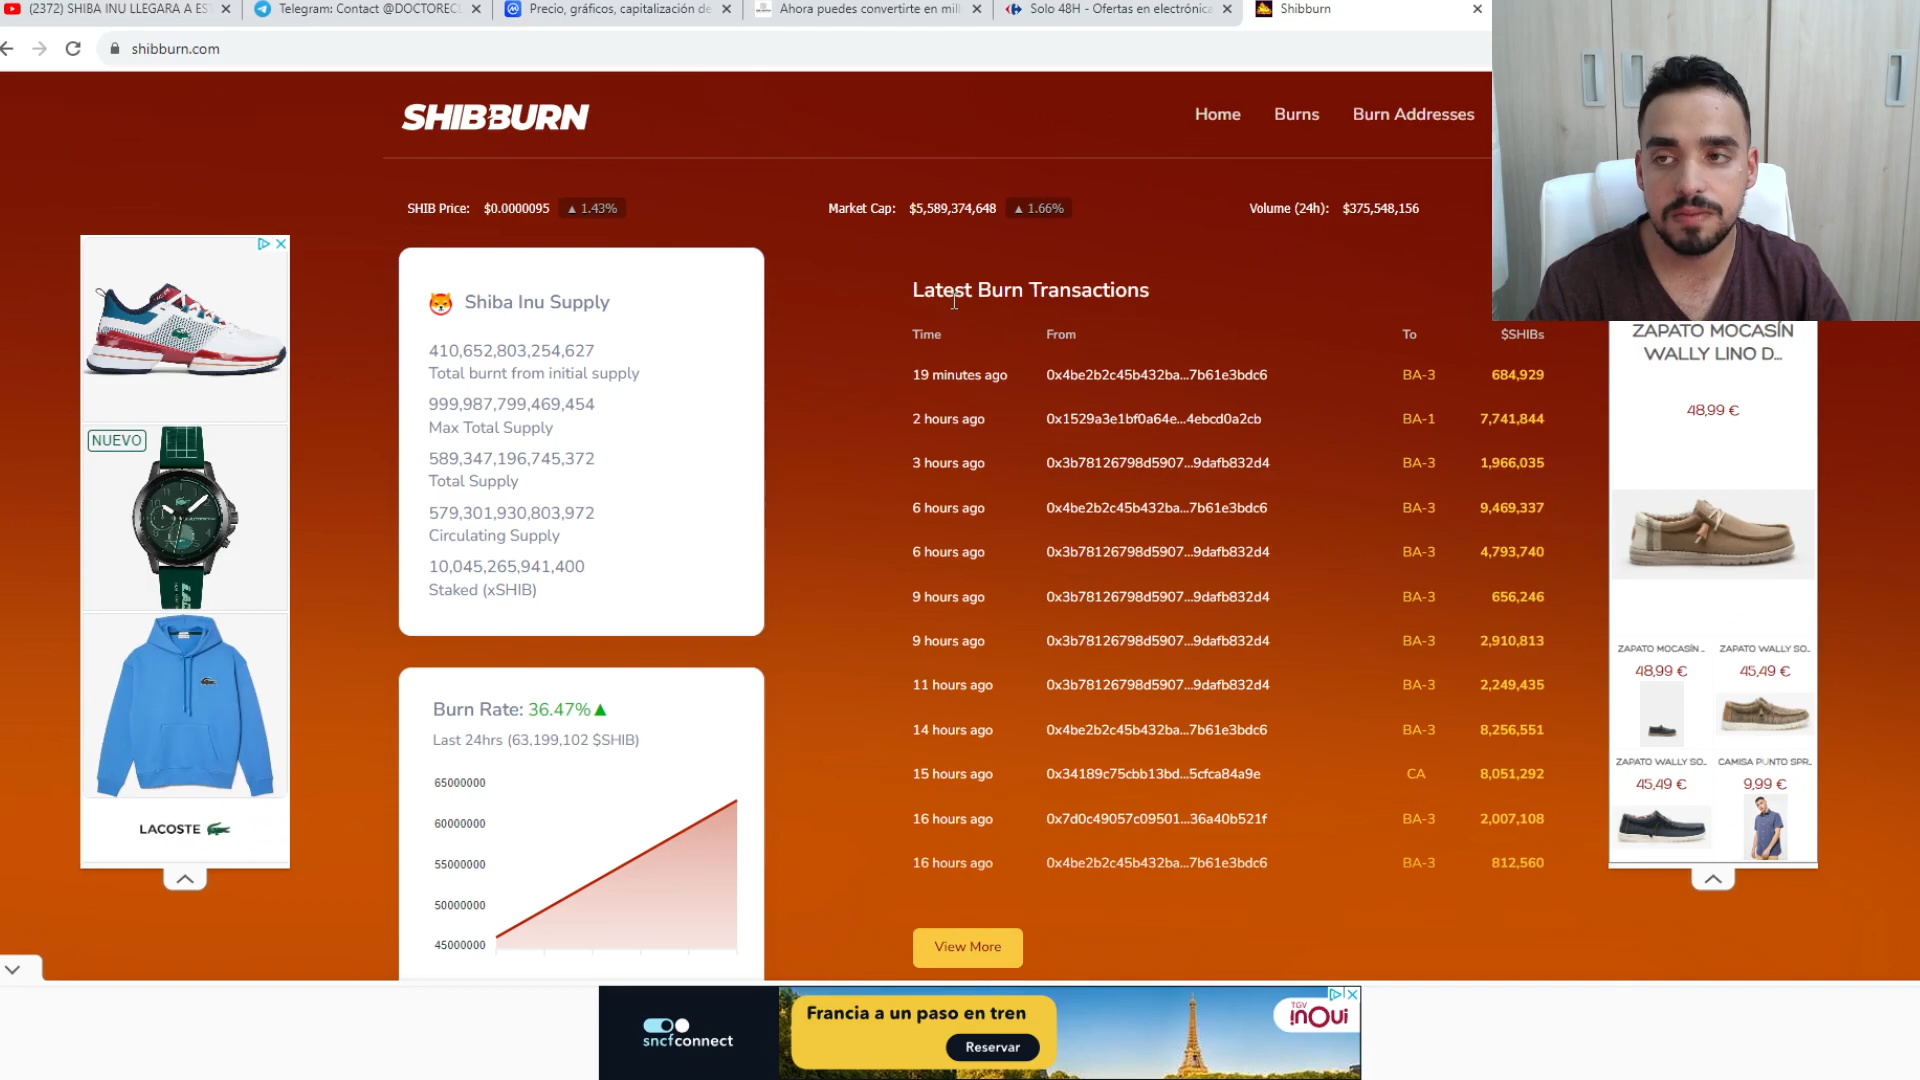 (2372) SHIBA INU LLEGARA A ES
Telegram: Contact @DOCTOREC
Precio, gráficos, capitalización de
Ahora puedes convertirte en mil
Solo 48H - Ofertas en electrónica
Shibburn
shibburn.com
SHIBBURN
Home
Burns
Burn Addresses
SHIB Price: $0.0000095 ▲ 1.43%
Market Cap: $5,589,374,648 ▲ 1.66%
Volume (24h): $375,548,156
Shiba Inu Supply
410,652,803,254,627
Total burnt from initial supply
999,987,799,469,454
Max Total Supply
589,347,196,745,372
Total Supply
579,301,930,803,972
Circulating Supply
10,045,265,941,400
Staked (xSHIB)
Burn Rate: 36.47%▲
Last 24hrs (63,199,102 $SHIB)
65000000
60000000
55000000
50000000
45000000
Latest Burn Transactions
Time From To $SHIBs
19 minutes ago 0x4be2b2c45b432ba...7b61e3bdc6 BA-3 684,929
2 hours ago 0x1529a3e1bf0a64e...4ebcd0a2cb BA-1 7,741,844
3 hours ago 0x3b78126798d5907...9dafb832d4 BA-3 1,966,035
6 hours ago 0x4be2b2c45b432ba...7b61e3bdc6 BA-3 9,469,337
6 hours ago 0x3b78126798d5907...9dafb832d4 BA-3 4,793,740
9 hours ago 0x3b78126798d5907...9dafb832d4 BA-3 656,246
9 hours ago 0x3b78126798d5907...9dafb832d4 BA-3 2,910,813
11 hours ago 0x3b78126798d5907...9dafb832d4 BA-3 2,249,435
14 hours ago 0x4be2b2c45b432ba...7b61e3bdc6 BA-3 8,256,551
15 hours ago 0x34189c75cbb13bd...5cfca84a9e CA 8,051,292
16 hours ago 0x7d0c49057c09501...36a40b521f BA-3 2,007,108
16 hours ago 0x4be2b2c45b432ba...7b61e3bdc6 BA-3 812,560
View More
NUEVO
LACOSTE
ZAPATO MOCASÍN
WALLY LINO D...
48,99 €
ZAPATO MOCASÍN... ZAPATO WALLY SO...
48,99 € 45,49 €
ZAPATO WALLY SO... CAMISA PUNTO SPR...
45,49 € 9,99 €
sncfconnect
Francia a un paso en tren
Reservar
TGV
inOui